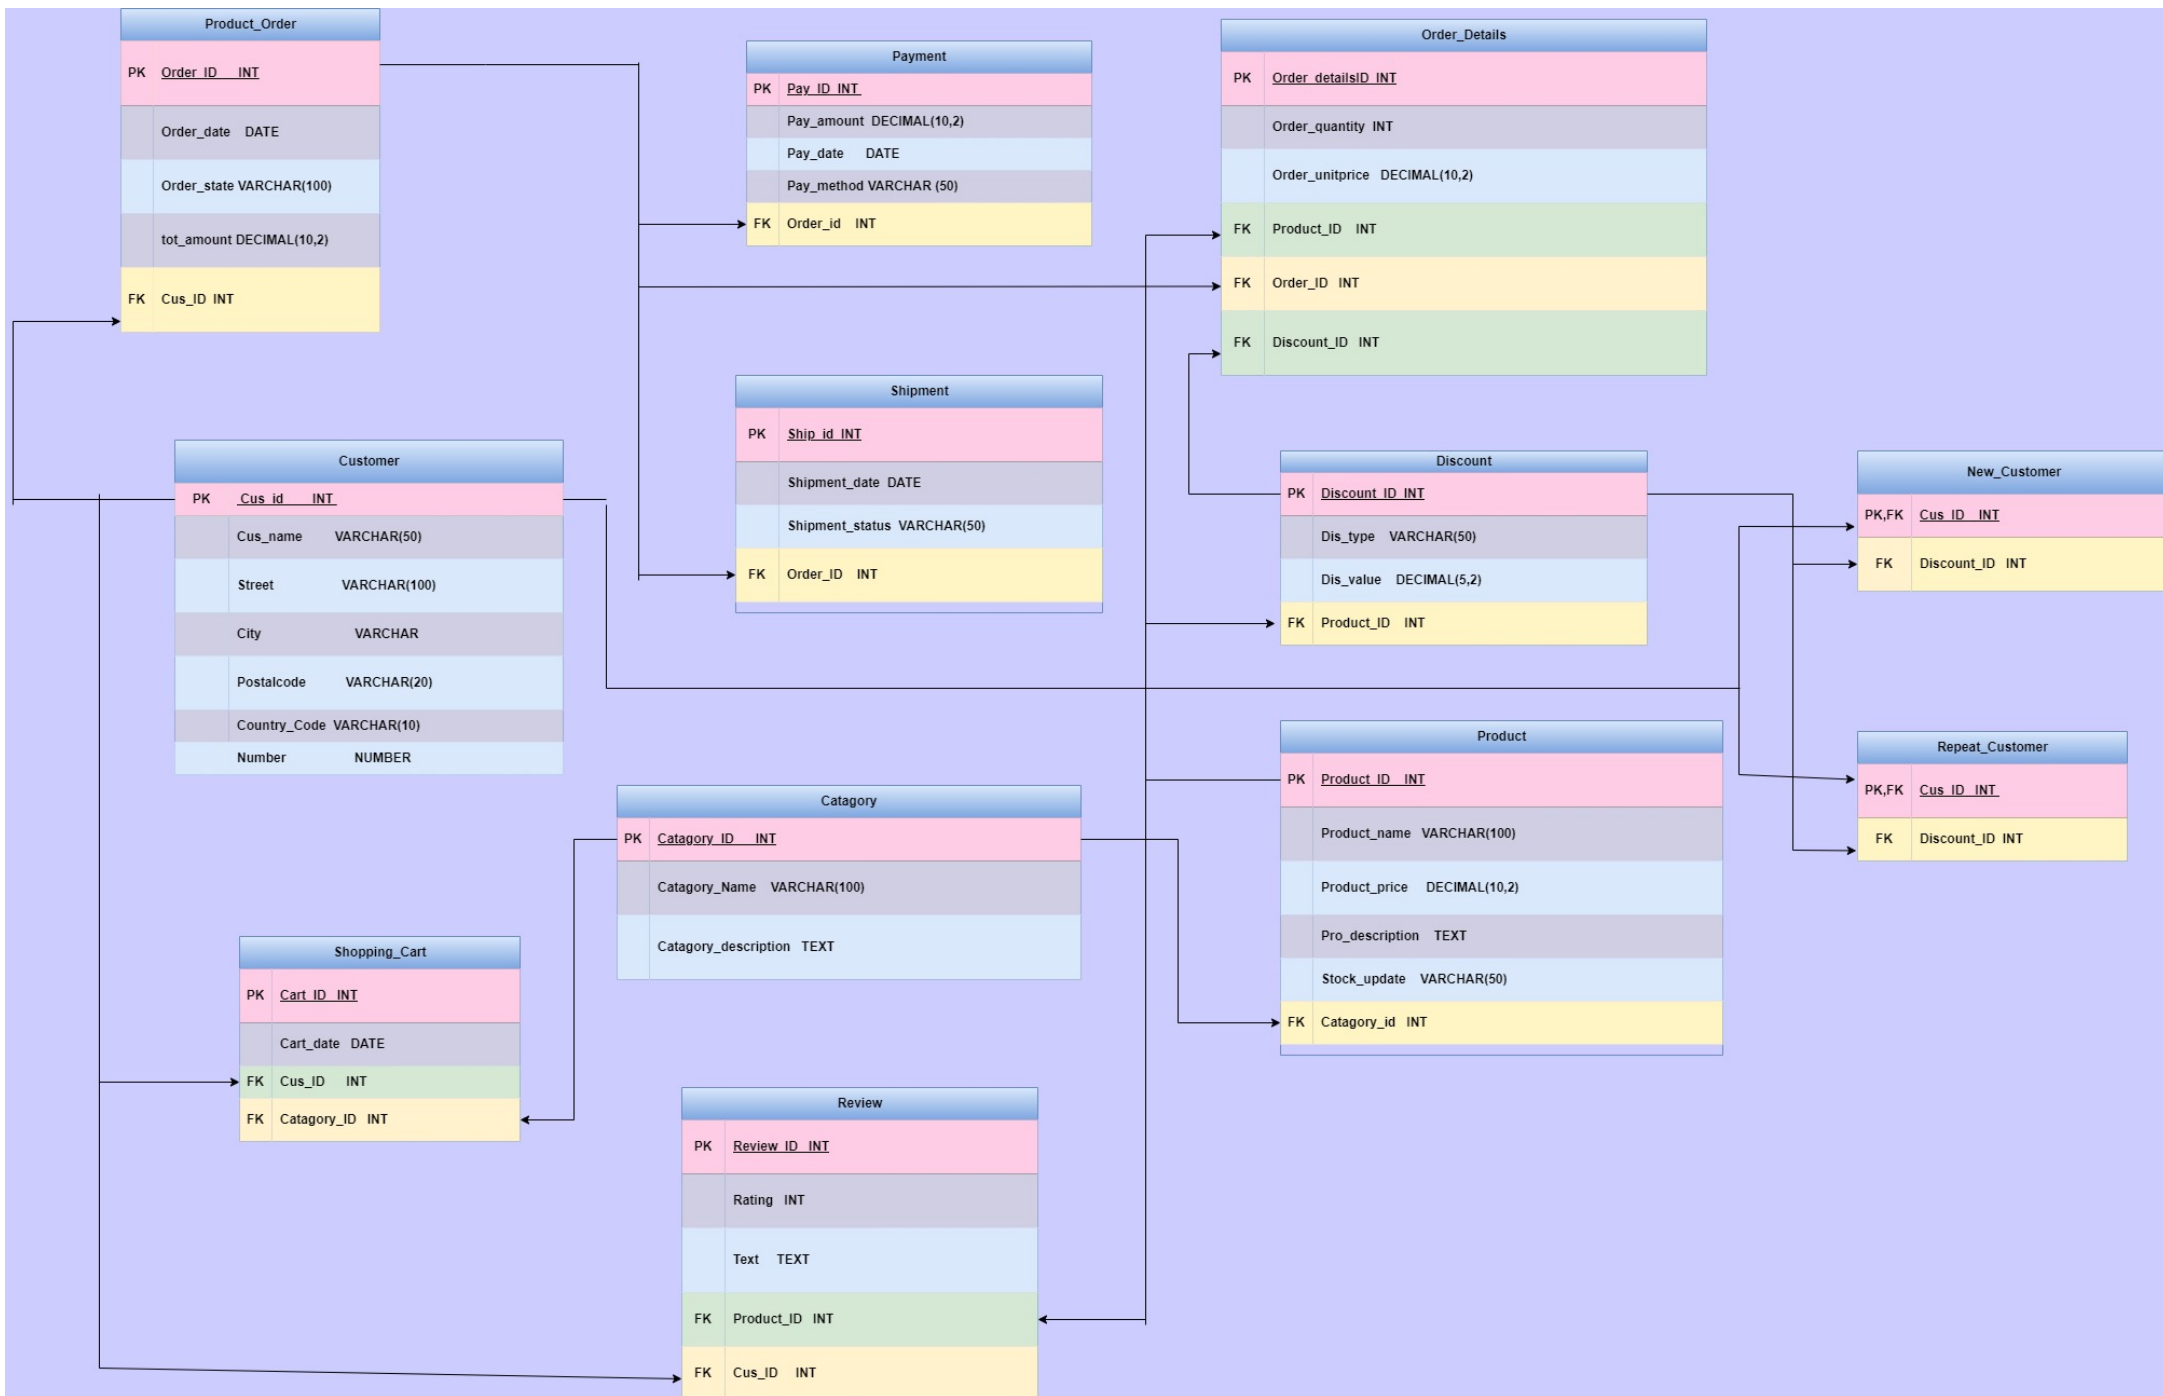 Product_Order
PK Order_ID INT
Order_date DATE
Order_state VARCHAR(100)
tot_amount DECIMAL(10,2)
FK Cus_ID INT
Payment
PK Pay_ID INT
Pay_amount DECIMAL(10,2)
Pay_date DATE
Pay_method VARCHAR (50)
FK Order_id INT
Order_Details
PK Order_detailsID INT
Order_quantity INT
Order_unitprice DECIMAL(10,2)
FK Product_ID INT
FK Order_ID INT
FK Discount_ID INT
Shipment
PK Ship_id INT
Shipment_date DATE
Shipment_status VARCHAR(50)
FK Order_ID INT
Customer
PK Cus_id INT
Cus_name VARCHAR(50)
Street VARCHAR(100)
City VARCHAR
Postalcode VARCHAR(20)
Country_Code VARCHAR(10)
Number NUMBER
Discount
PK Discount_ID INT
Dis_type VARCHAR(50)
Dis_value DECIMAL(5,2)
FK Product_ID INT
New_Customer
PK,FK Cus_ID INT
FK Discount_ID INT
Product
PK Product_ID INT
Product_name VARCHAR(100)
Product_price DECIMAL(10,2)
Pro_description TEXT
Stock_update VARCHAR(50)
FK Catagory_id INT
Repeat_Customer
PK,FK Cus_ID INT
FK Discount_ID INT
Catagory
PK Catagory_ID INT
Catagory_Name VARCHAR(100)
Catagory_description TEXT
Shopping_Cart
PK Cart_ID INT
Cart_date DATE
FK Cus_ID INT
FK Catagory_ID INT
Review
PK Review_ID INT
Rating INT
Text TEXT
FK Product_ID INT
FK Cus_ID INT